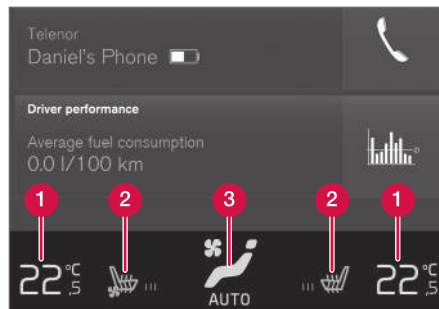 Telenor
Daniel's Phone
Driver performance
Average fuel consumption
0.0 l/100 km
1 2 3 2 1
22°C,5 22°C,5
AUTO